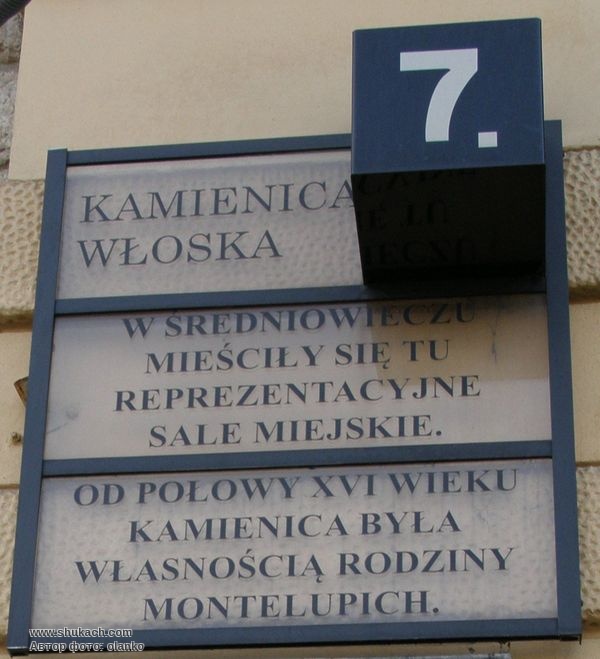 7.
KAMIENICA
WŁOSKA
W ŚREDNIOWIECZU
MIEŚCIŁY SIĘ TU
REPREZENTACYJNE
SALE MIEJSKIE.
OD POŁOWY XVI WIEKU
KAMIENICA BYŁA
WŁASNOŚCIĄ RODZINY
MONTELUPICH.
www.shukach.com
Автор фото: olanko